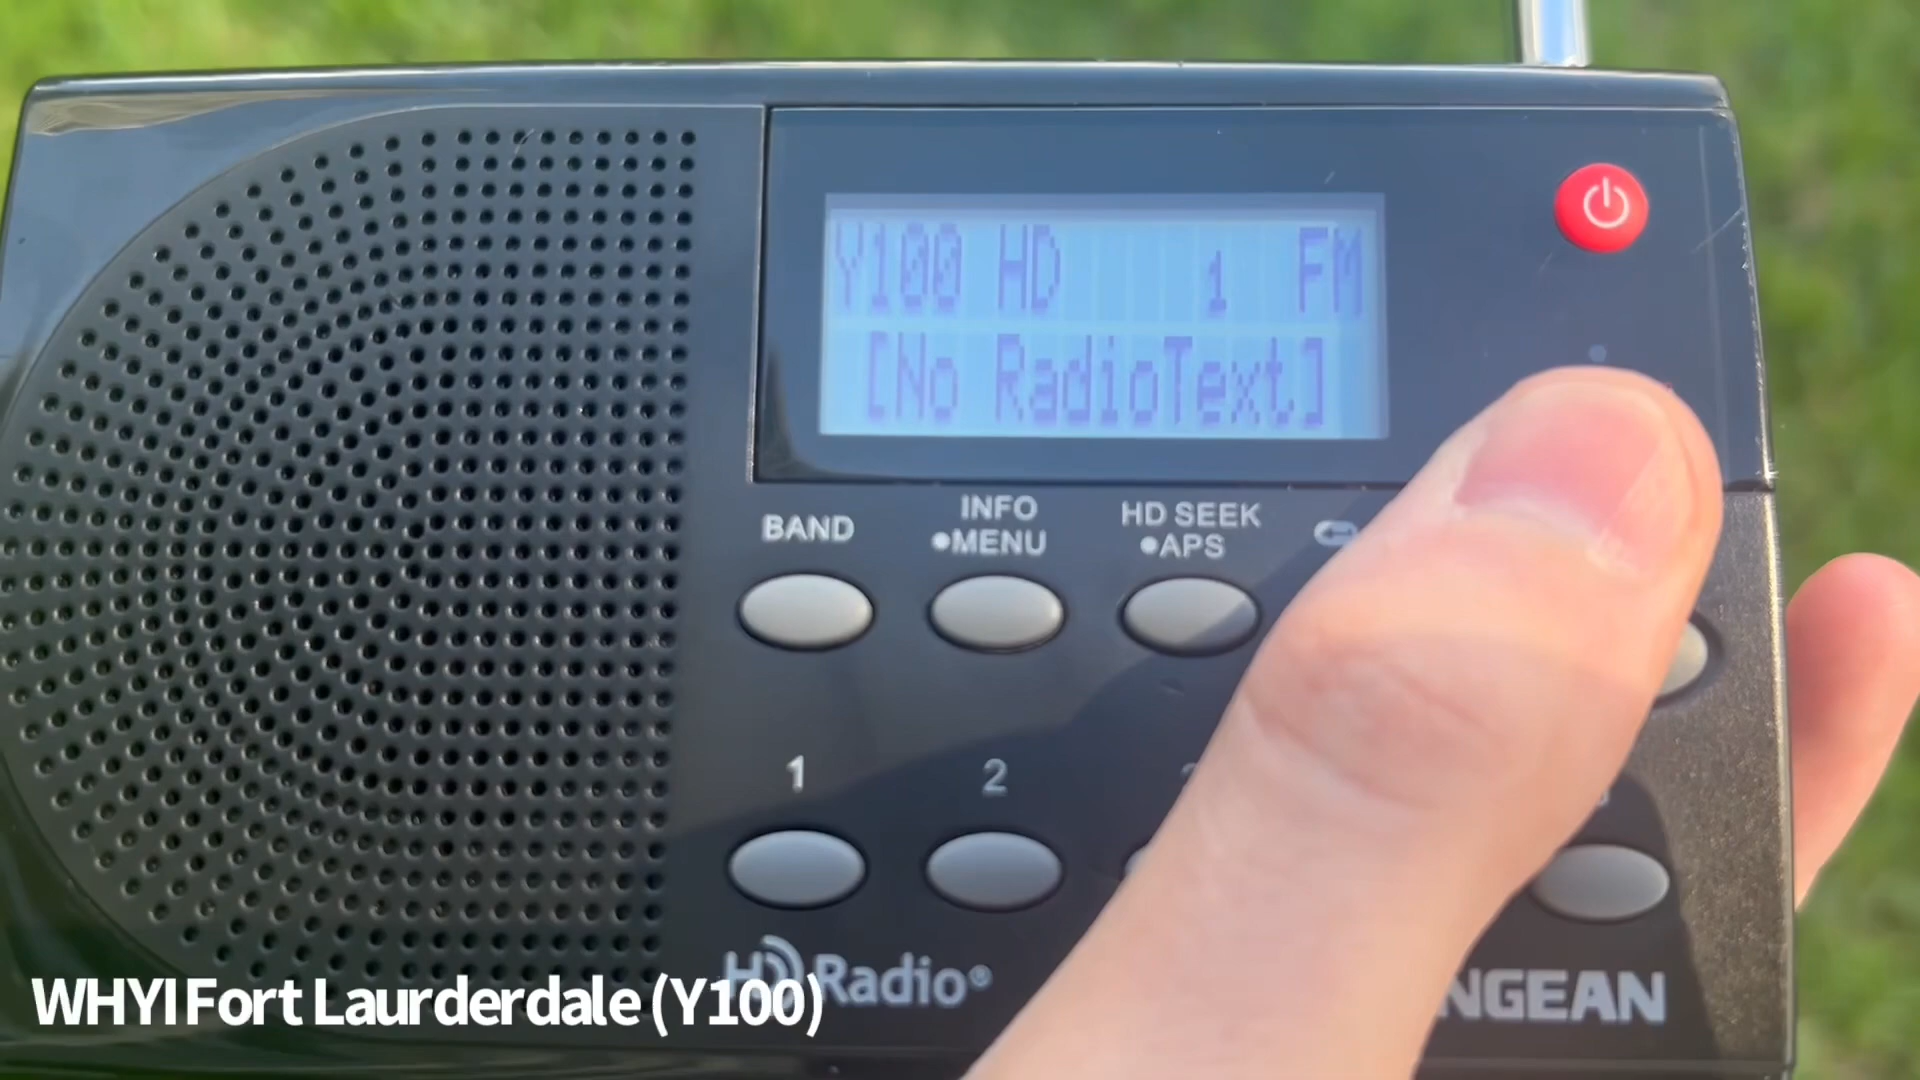 Y100 HD 1 FM
[No RadioText]
BAND
INFO
•MENU
HD SEEK
•APS
1
2
HD Radio®
NGEAN
WHYI Fort Laurderdale (Y100)